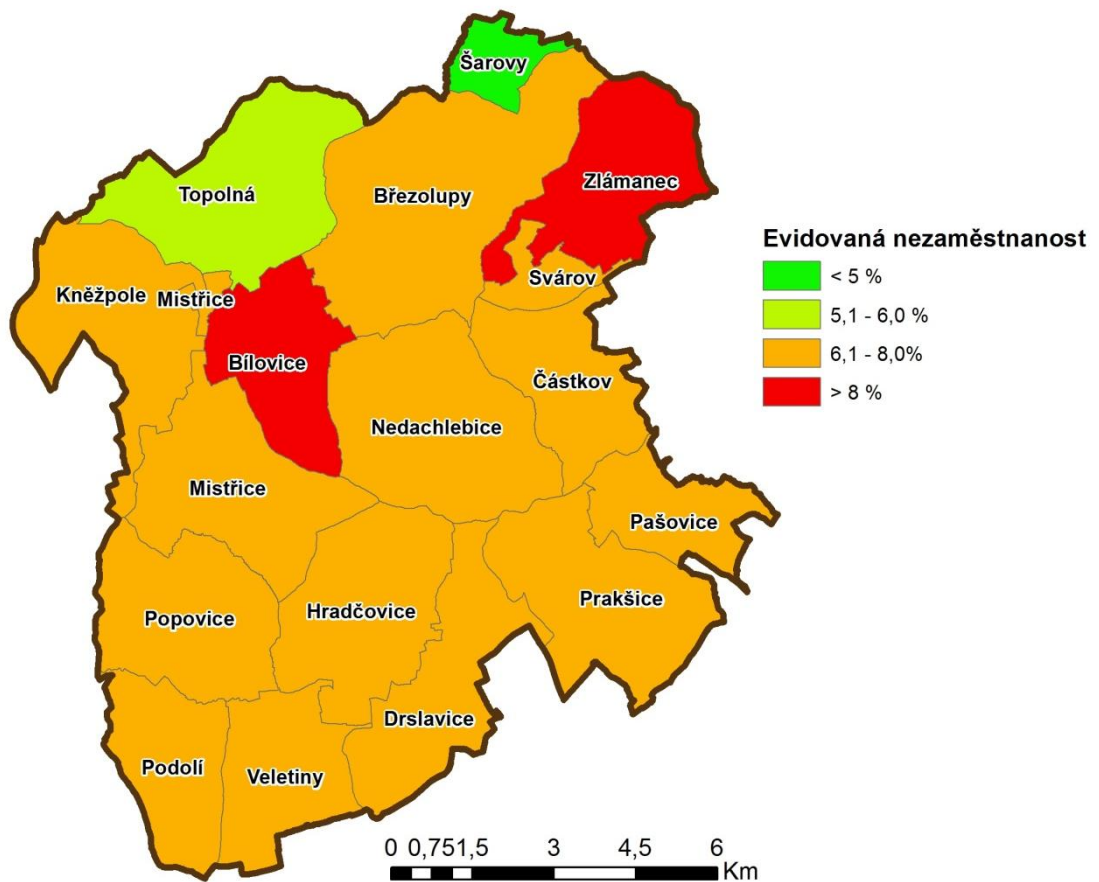 Šarovy
Topolná
Březolupy
Zlámanec
Kněžpole
Mistřice
Svárov
Bílovice
Částkov
Nedachlebice
Mistřice
Pašovice
Prakšice
Popovice
Hradčovice
Drslavice
Podolí
Veletiny
Evidovaná nezaměstnanost
< 5 %
5,1 - 6,0 %
6,1 - 8,0%
> 8 %
0 0,751,5 3 4,5 6
Km